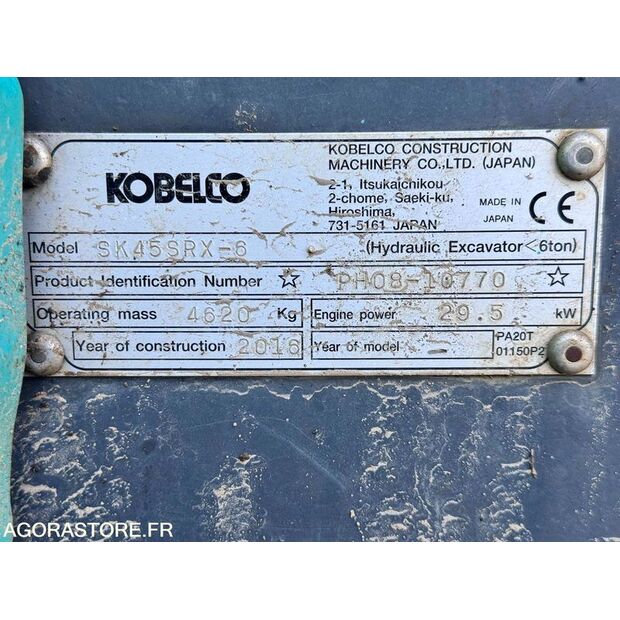 KOBELCO
KOBELCO CONSTRUCTION
MACHINERY CO.,LTD. (JAPAN)
2-1, Itsukaichikou,
2-chome, Saeki-ku,
Hiroshima,
731-5161 JAPAN
MADE IN
JAPAN
CE
Model SK45SRX-6 (Hydraulic Excavator<6ton)
Product Identification Number ☆ PH08-10770 ☆
Operating mass 4620 Kg Engine power 29.5 kW
Year of construction 2016 Year of model
PA20T
01150P2
AGORASTORE.FR